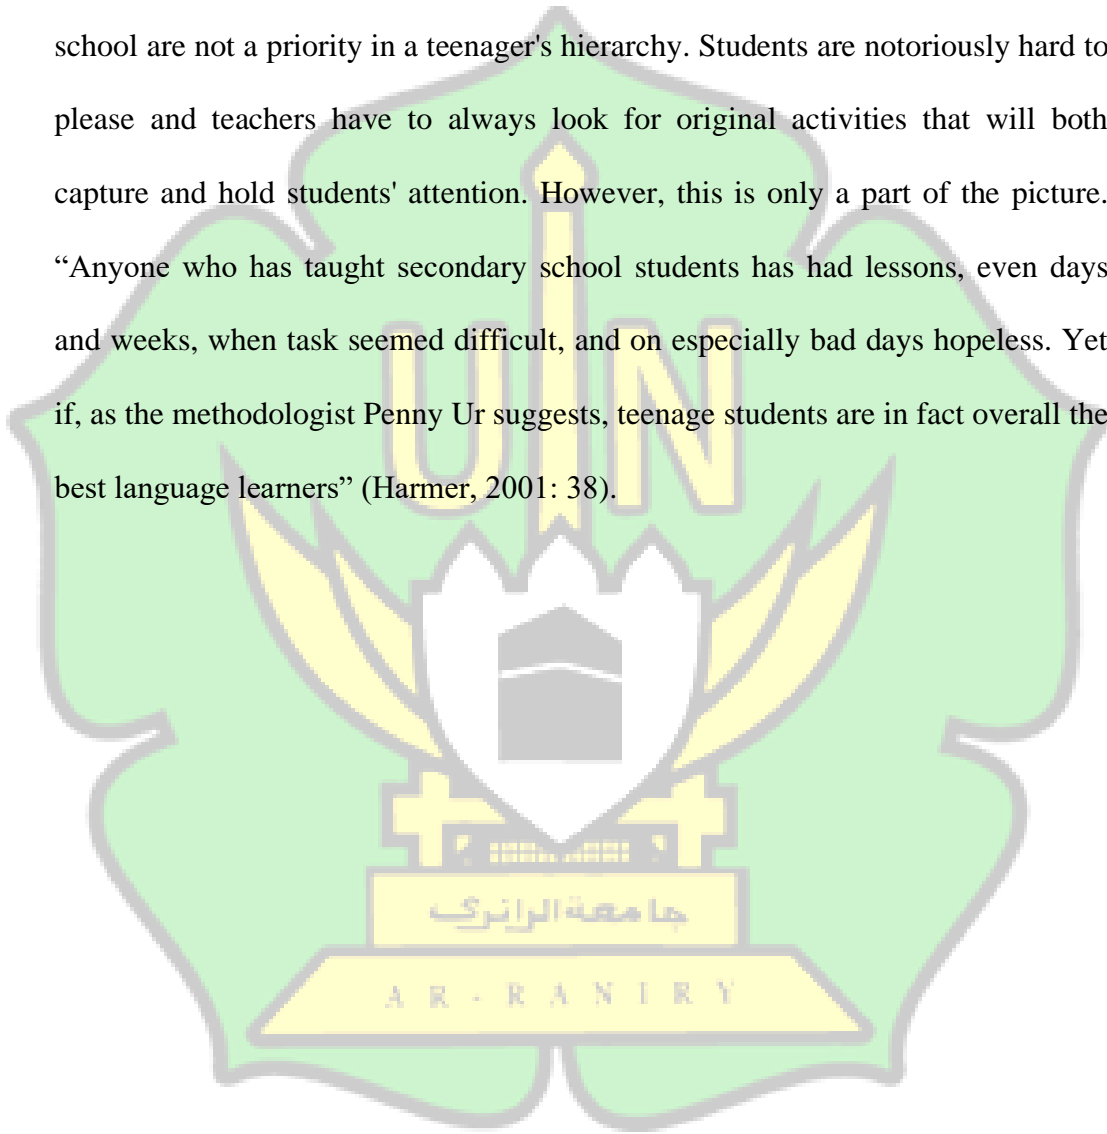 school are not a priority in a teenager's hierarchy. Students are notoriously hard to
please and teachers have to always look for original activities that will both
capture and hold students' attention. However, this is only a part of the picture.
“Anyone who has taught secondary school students has had lessons, even days
and weeks, when task seemed difficult, and on especially bad days hopeless. Yet
if, as the methodologist Penny Ur suggests, teenage students are in fact overall the
best language learners” (Harmer, 2001: 38).
UIN
جامعة الرانري
AR-RANIRY